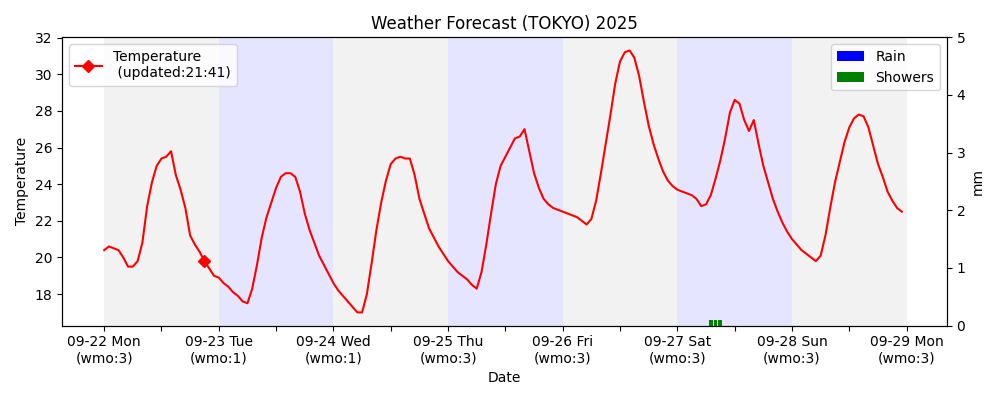 Weather Forecast (TOKYO) 2025
Temperature
(updated:21:41)
Rain
Showers
32
30
28
26
24
22
20
18
Temperature
5
4
3
2
1
0
mm
09-22 Mon
(wmo:3)
09-23 Tue
(wmo:1)
09-24 Wed
(wmo:1)
09-25 Thu
(wmo:3)
09-26 Fri
(wmo:3)
09-27 Sat
(wmo:3)
09-28 Sun
(wmo:3)
09-29 Mon
(wmo:3)
Date